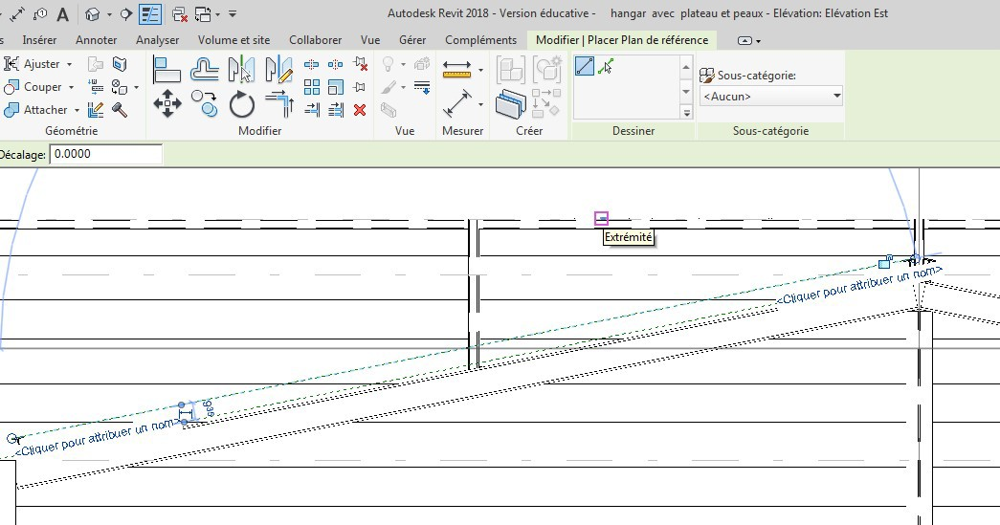 A
Autodesk Revit 2018 - Version éducative - hangar avec plateau et peaux - Elévation: Elévation Est
s Insérer Annoter Analyser Volume et site Collaborer Vue Gérer Compléments Modifier | Placer Plan de référence
Ajuster
Couper
Attacher
Sous-catégorie:
<Aucun>
Géométrie Modifier Vue Mesurer Créer Dessiner Sous-catégorie
Décalage: 0.0000
Extrémité
<Cliquer pour attribuer un nom>
939
<Cliquer pour attribuer un nom>